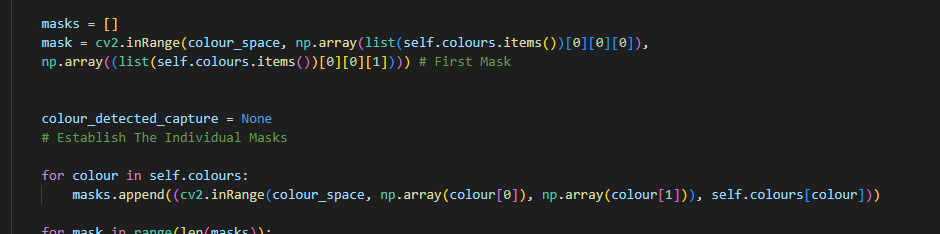 masks = []
mask = cv2.inRange(colour_space, np.array(list(self.colours.items())[0][0][0]),
np.array((list(self.colours.items())[0][0][1]))) # First Mask
colour_detected_capture = None
# Establish The Individual Masks
for colour in self.colours:
masks.append((cv2.inRange(colour_space, np.array(colour[0]), np.array(colour[1])), self.colours[colour]))
for mask in range(len(masks)):